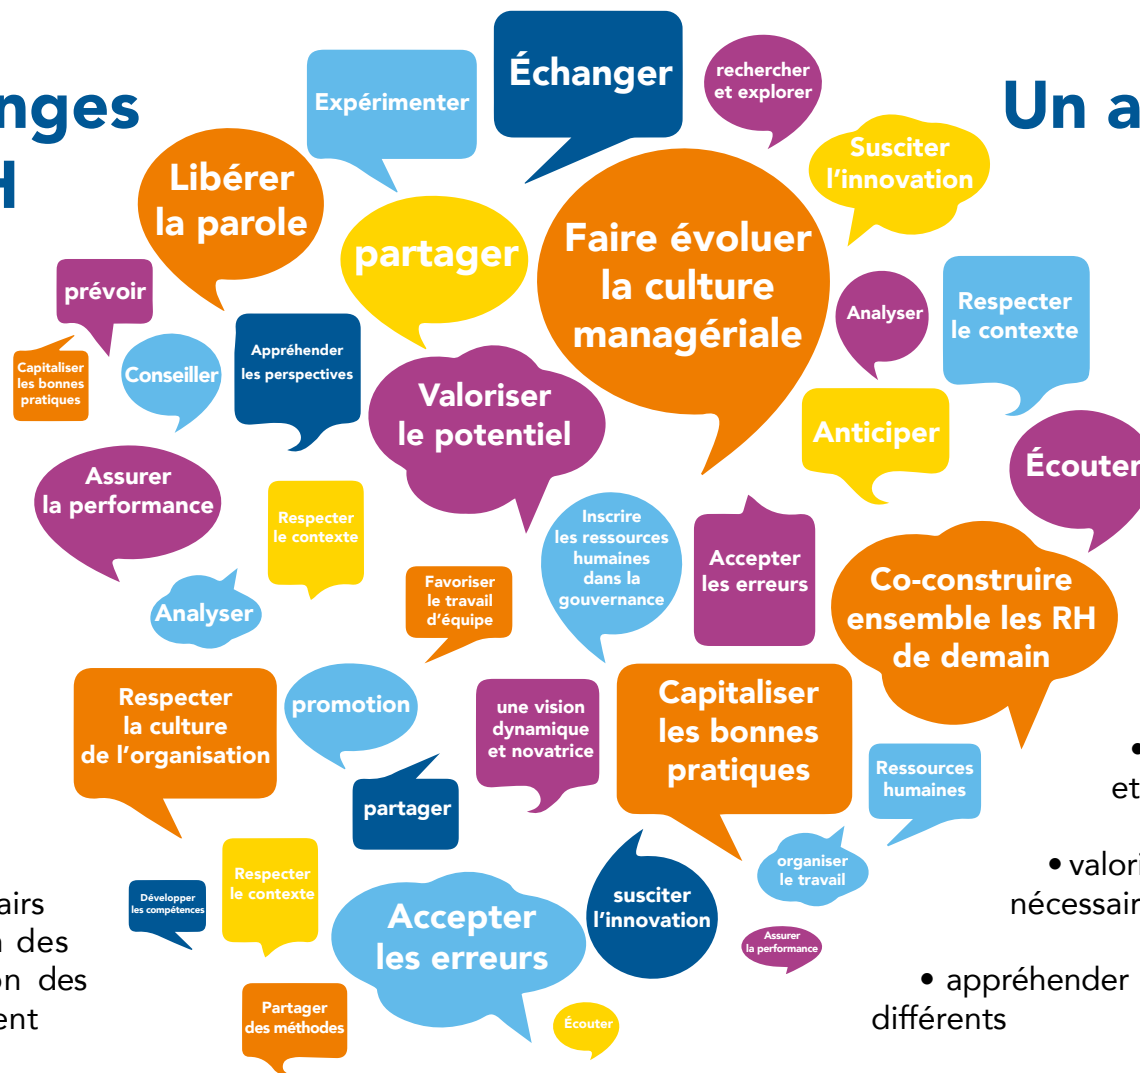 nges
H
Un a
Échanger
Expérimenter
rechercher
et explorer
Susciter
l'innovation
Libérer
la parole
partager
Faire évoluer
la culture
managériale
prévoir
Analyser
Respecter
le contexte
Capitaliser
les bonnes
pratiques
Conseiller
Appréhender
les perspectives
Valoriser
le potentiel
Anticiper
Écouter
Assurer
la performance
Respecter
le contexte
Inscrire
les ressources
humaines
dans la
gouvernance
Accepter
les erreurs
Analyser
Favoriser
le travail
d'équipe
Co-construire
ensemble les RH
de demain
Respecter
la culture
de l'organisation
promotion
une vision
dynamique
et novatrice
Capitaliser
les bonnes
pratiques
Ressources
humaines
partager
organiser
le travail
Développer
les compétences
Respecter
le contexte
Accepter
les erreurs
susciter
l'innovation
Assurer
la performance
Partager
des méthodes
Écouter
airs
n des
on des
ent
•
et
• valori
nécessair
• appréhender
différents